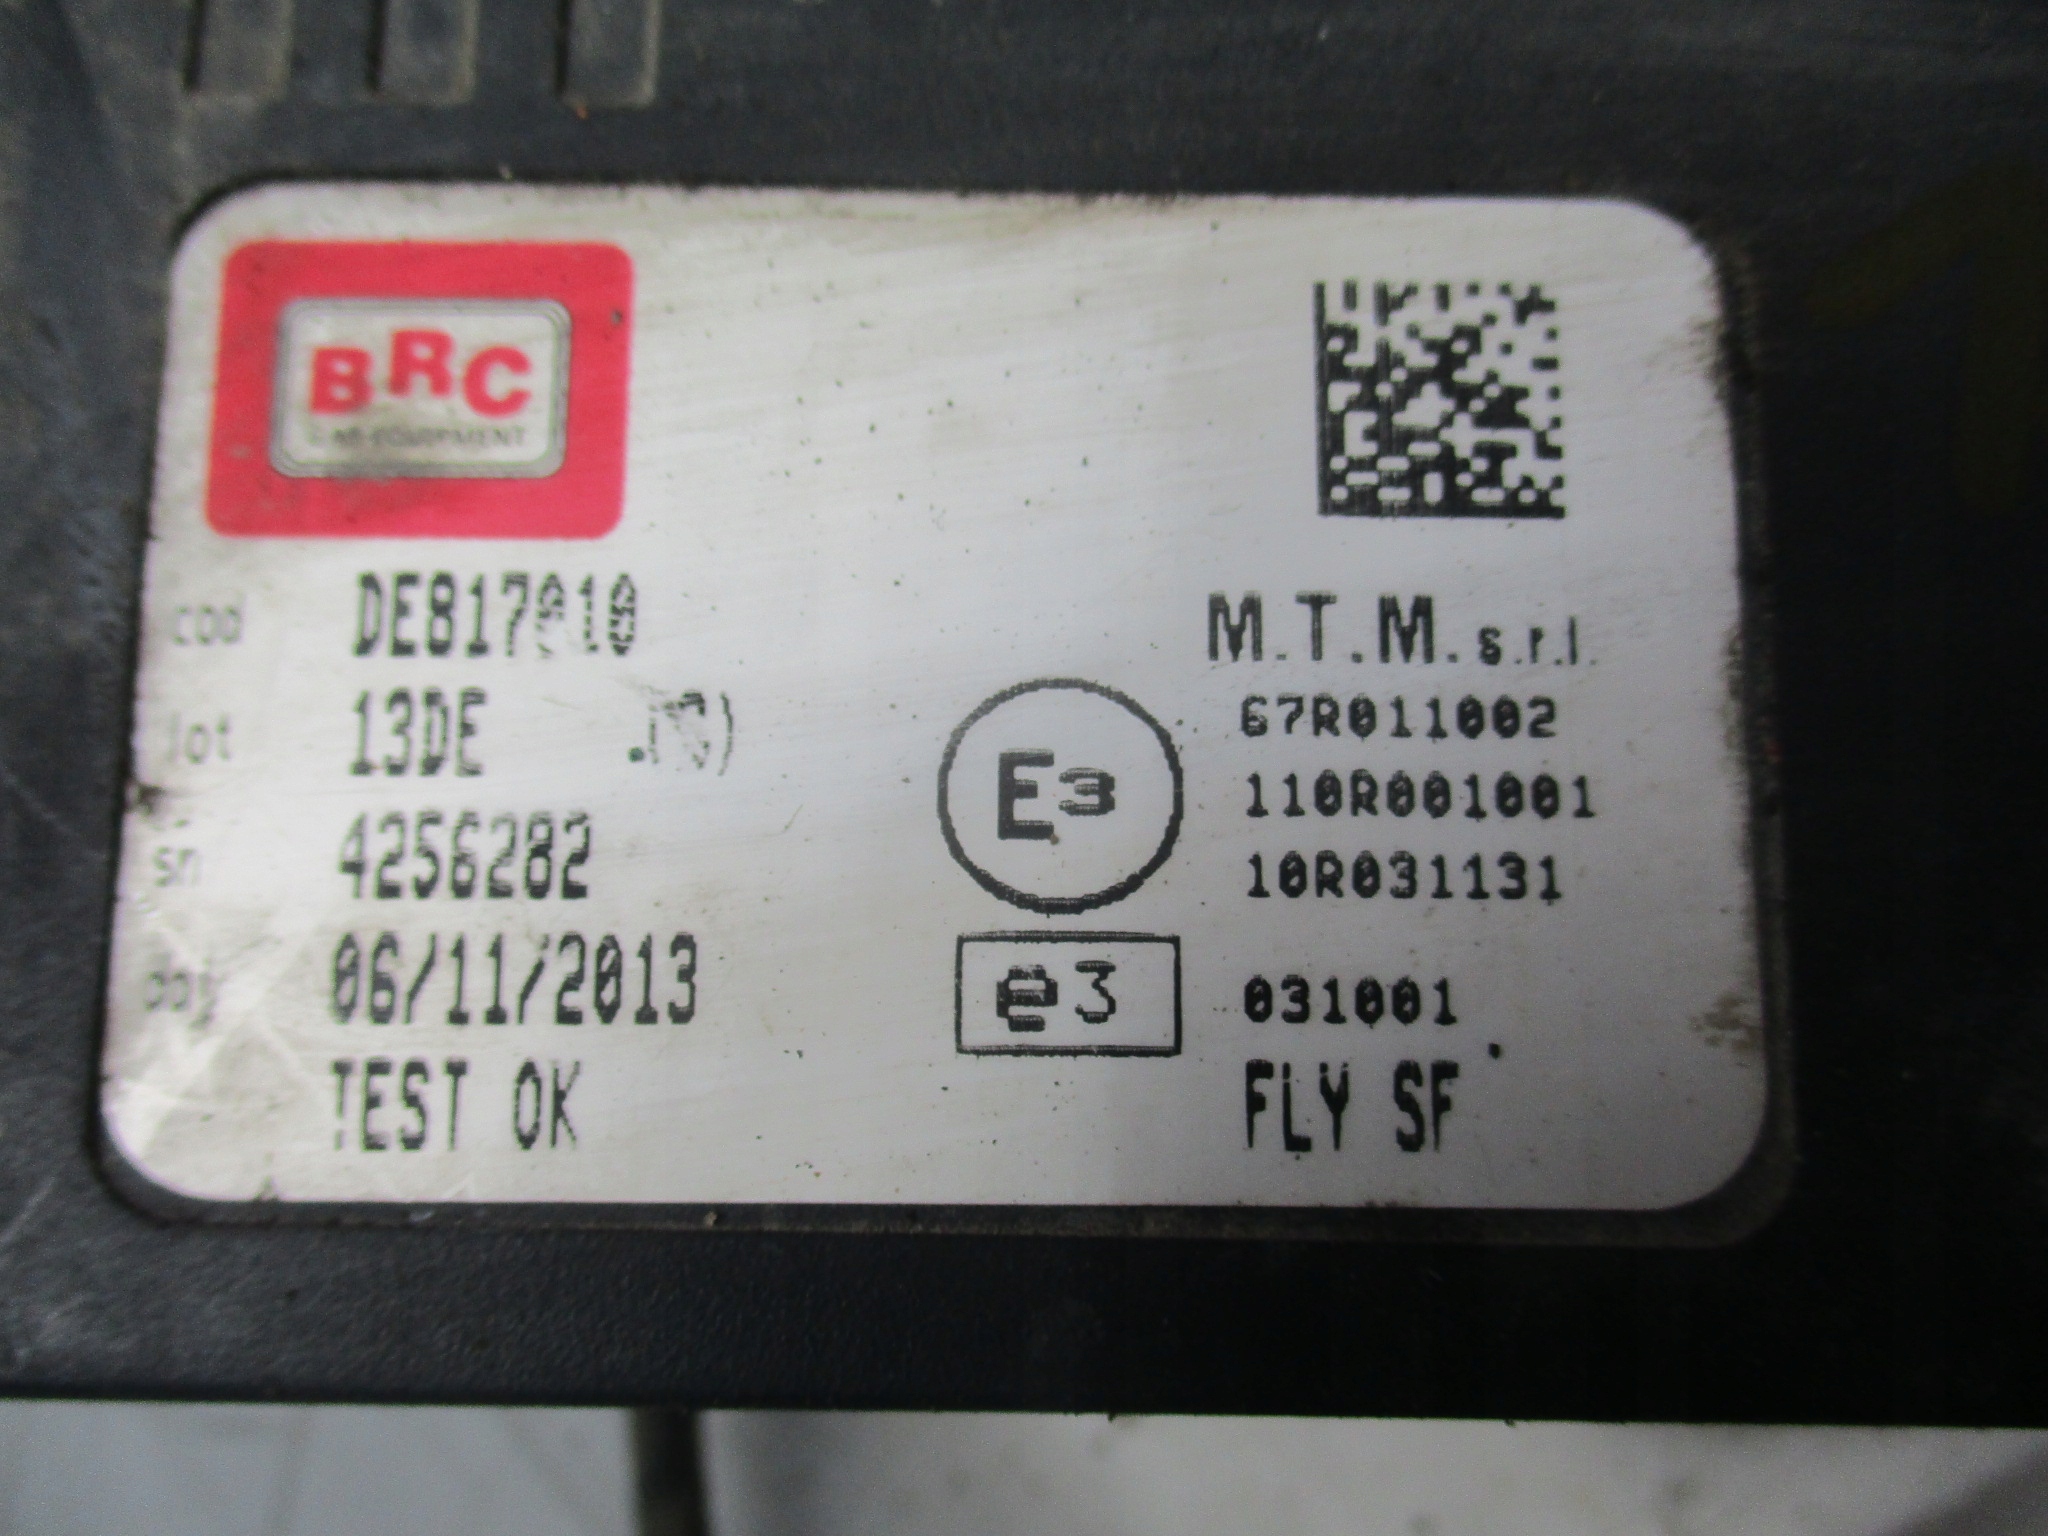 BRC
GAS EQUIPMENT
cod
M.T.M. s.r.l.
lot 13DE
67R011002
E3
110R001001
sn 4256282
10R031131
06/11/2013
e3 031001
TEST OK
FLY SF